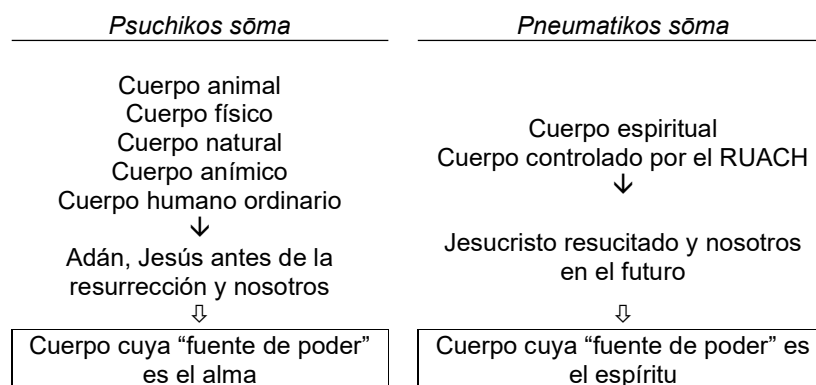 Psuchikos sōma
Cuerpo animal
Cuerpo físico
Cuerpo natural
Cuerpo anímico
Cuerpo humano ordinario
↓
Adán, Jesús antes de la
resurrección y nosotros
⇩
Cuerpo cuya “fuente de poder”
es el alma
Pneumatikos sōma
Cuerpo espiritual
Cuerpo controlado por el RUACH
↓
Jesucristo resucitado y nosotros
en el futuro
⇩
Cuerpo cuya “fuente de poder” es
el espíritu